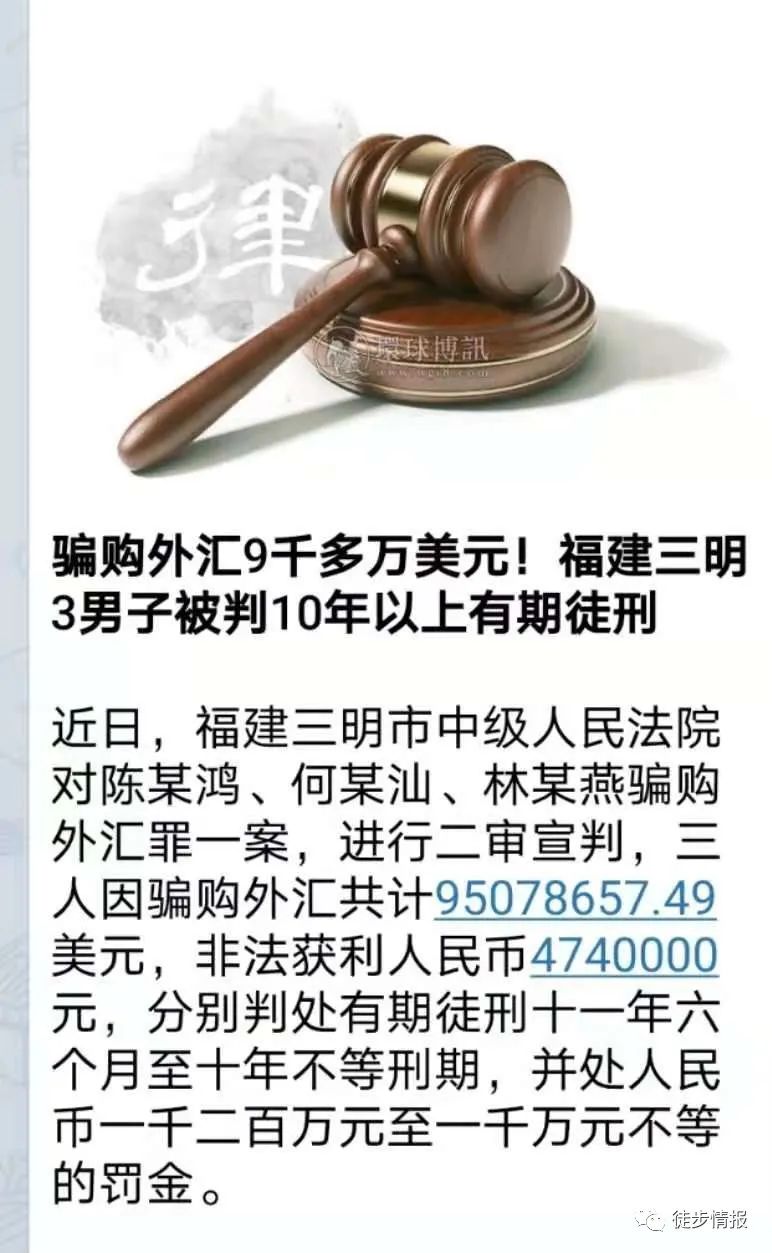 律
環球博訊
骗购外汇9千多万美元！福建三明
3男子被判10年以上有期徒刑
近日，福建三明市中级人民法院
对陈某鸿、何某汕、林某燕骗购
外汇罪一案，进行二审宣判，三
人因骗购外汇共计95078657.49
美元，非法获利人民币4740000
元，分别判处有期徒刑十一年六
个月至十年不等刑期，并处人民
币一千二百万元至一千万元不等
的罚金。
徒步情报